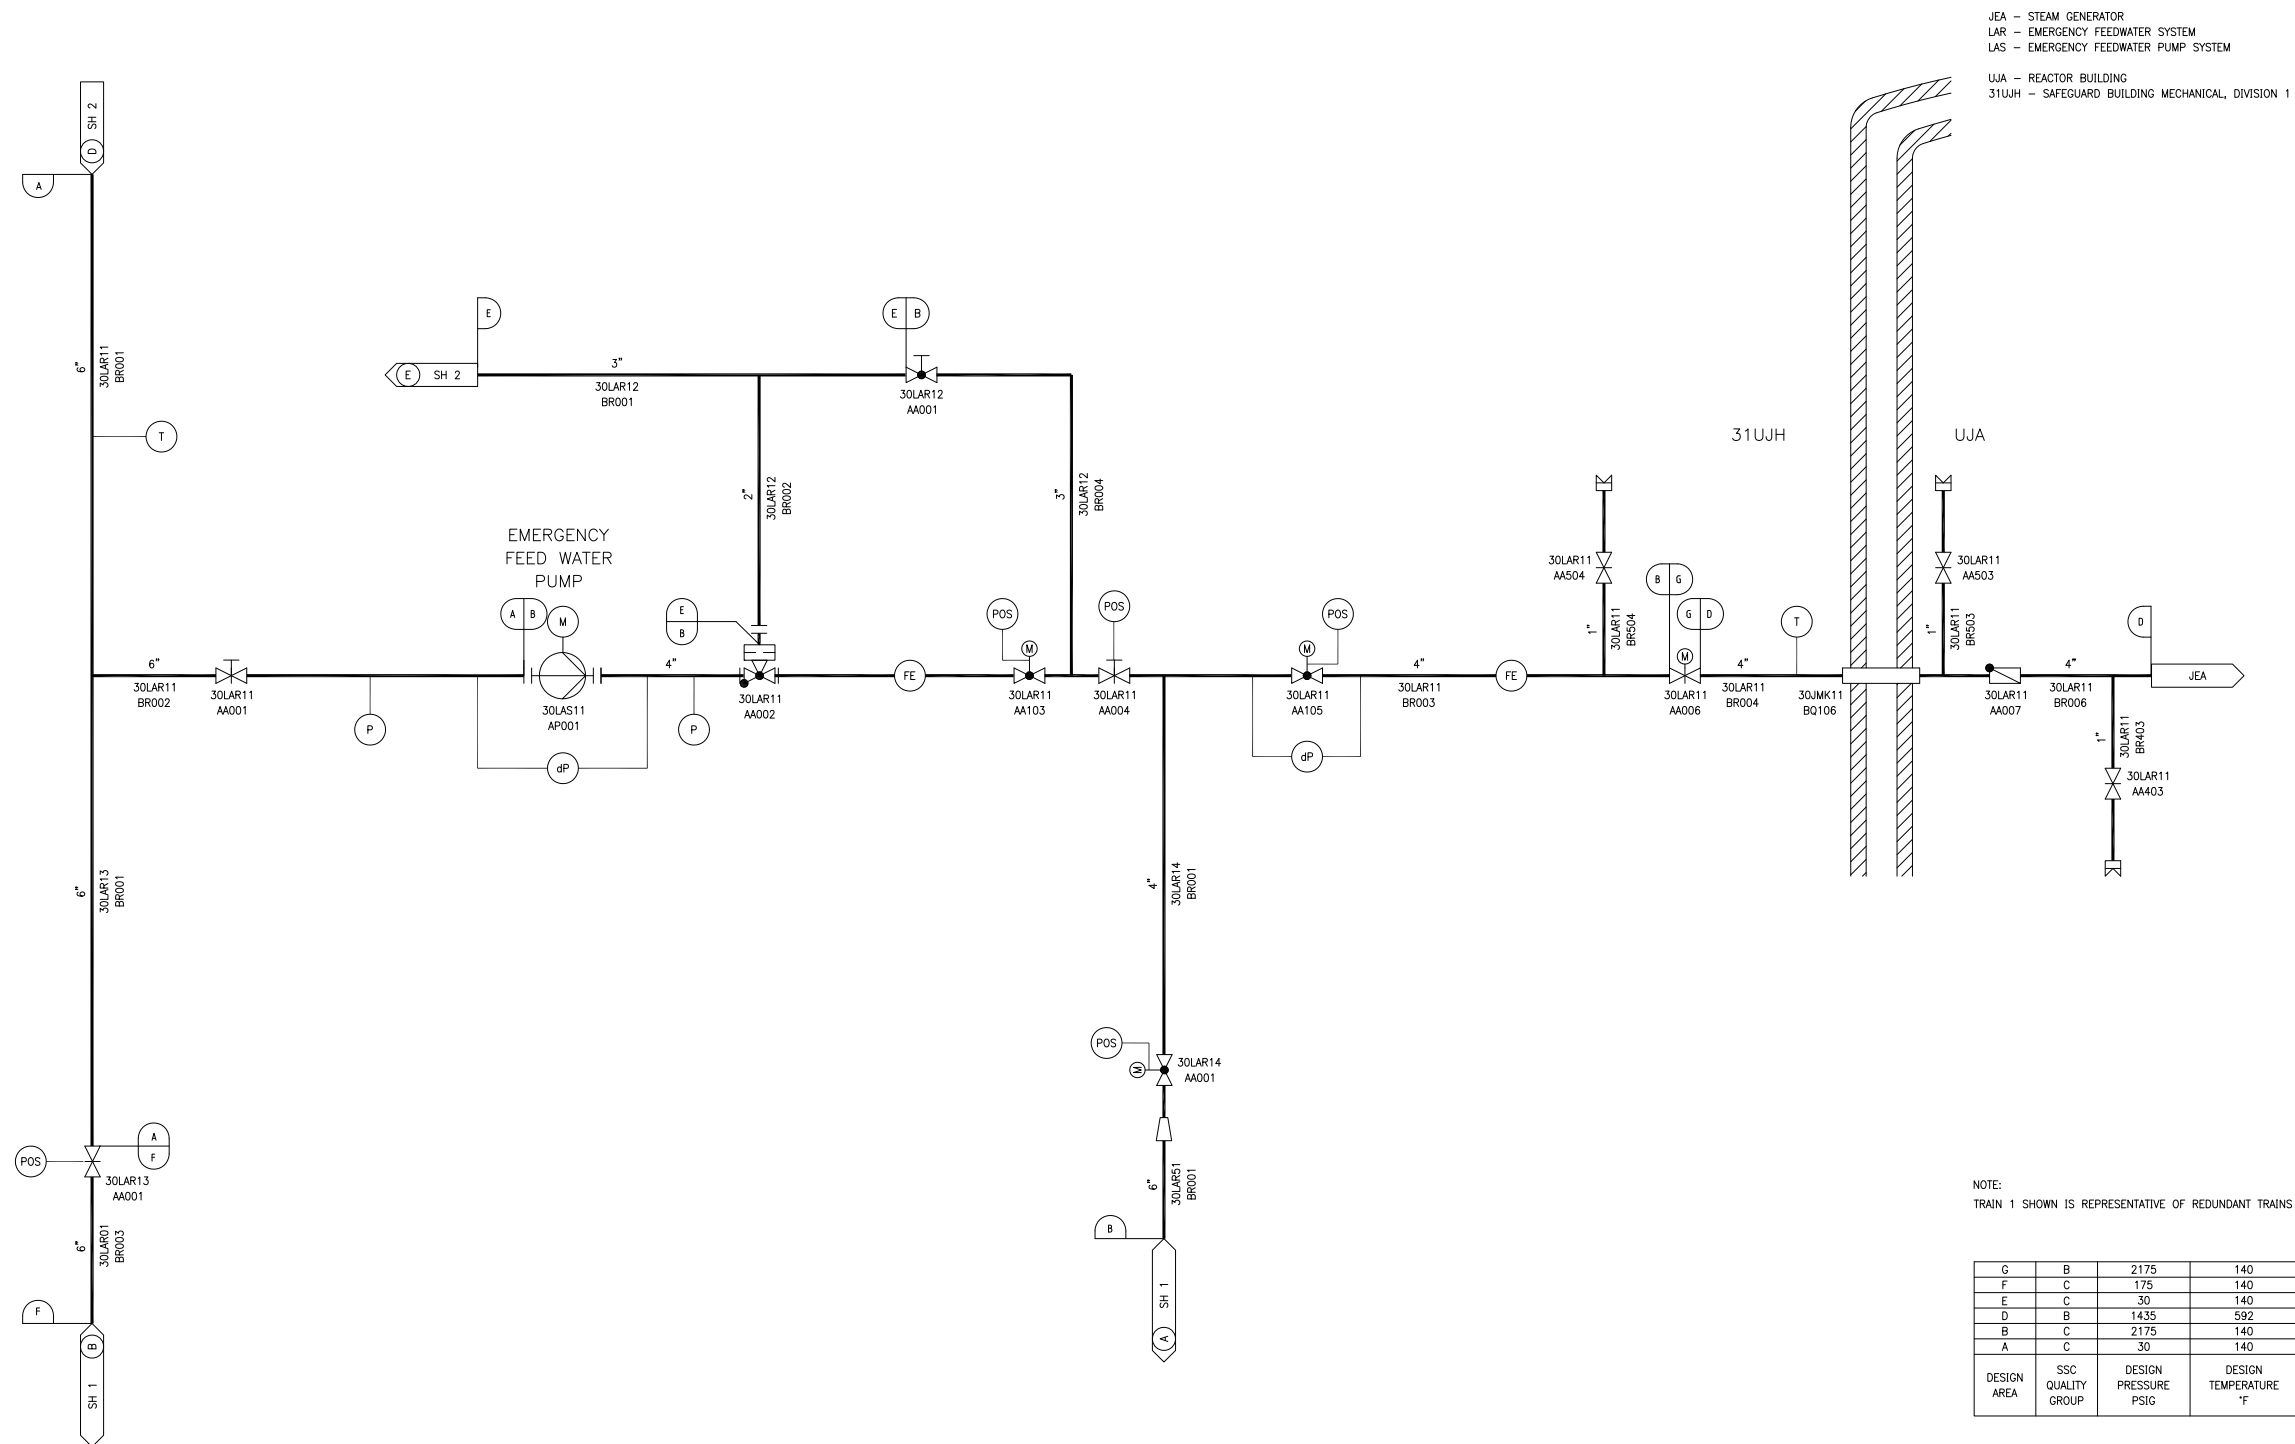 JEA – STEAM GENERATOR
LAR – EMERGENCY FEEDWATER SYSTEM
LAS – EMERGENCY FEEDWATER PUMP SYSTEM
UJA – REACTOR BUILDING
31UJH – SAFEGUARD BUILDING MECHANICAL, DIVISION 1
SH 2
D
A
6"
30LAR11
BR001
T
E
E B
E SH 2
3"
30LAR12
BR001
30LAR12
AA001
2"
30LAR12
BR002
3"
30LAR12
BR004
31UJH
UJA
EMERGENCY
FEED WATER
PUMP
A B
M
E
B
POS
M
POS
POS
M
30LAR11
AA504
1"
30LAR11
BR504
B G
G D
M
T
30LAR11
AA503
1"
30LAR11
BR503
D
6"
30LAR11
BR002
30LAR11
AA001
P
30LAS11
AP001
dP
4"
P
30LAR11
AA002
FE
30LAR11
AA103
30LAR11
AA004
30LAR11
AA105
dP
4"
30LAR11
BR003
FE
30LAR11
AA006
4"
30LAR11
BR004
30JMK11
BQ106
30LAR11
AA007
4"
30LAR11
BR006
JEA
1"
30LAR11
BR403
30LAR11
AA403
6"
30LAR13
BR001
4"
30LAR14
BR001
POS
M
30LAR14
AA001
POS
A
F
30LAR13
AA001
6"
30LAR01
BR003
F
B
SH 1
6"
30LAR51
BR001
B
SH 1
A
NOTE:
TRAIN 1 SHOWN IS REPRESENTATIVE OF REDUNDANT TRAINS
G B 2175 140
F C 175 140
E C 30 140
D B 1435 592
B C 2175 140
A C 30 140
DESIGN AREA SSC QUALITY GROUP DESIGN PRESSURE PSIG DESIGN TEMPERATURE °F